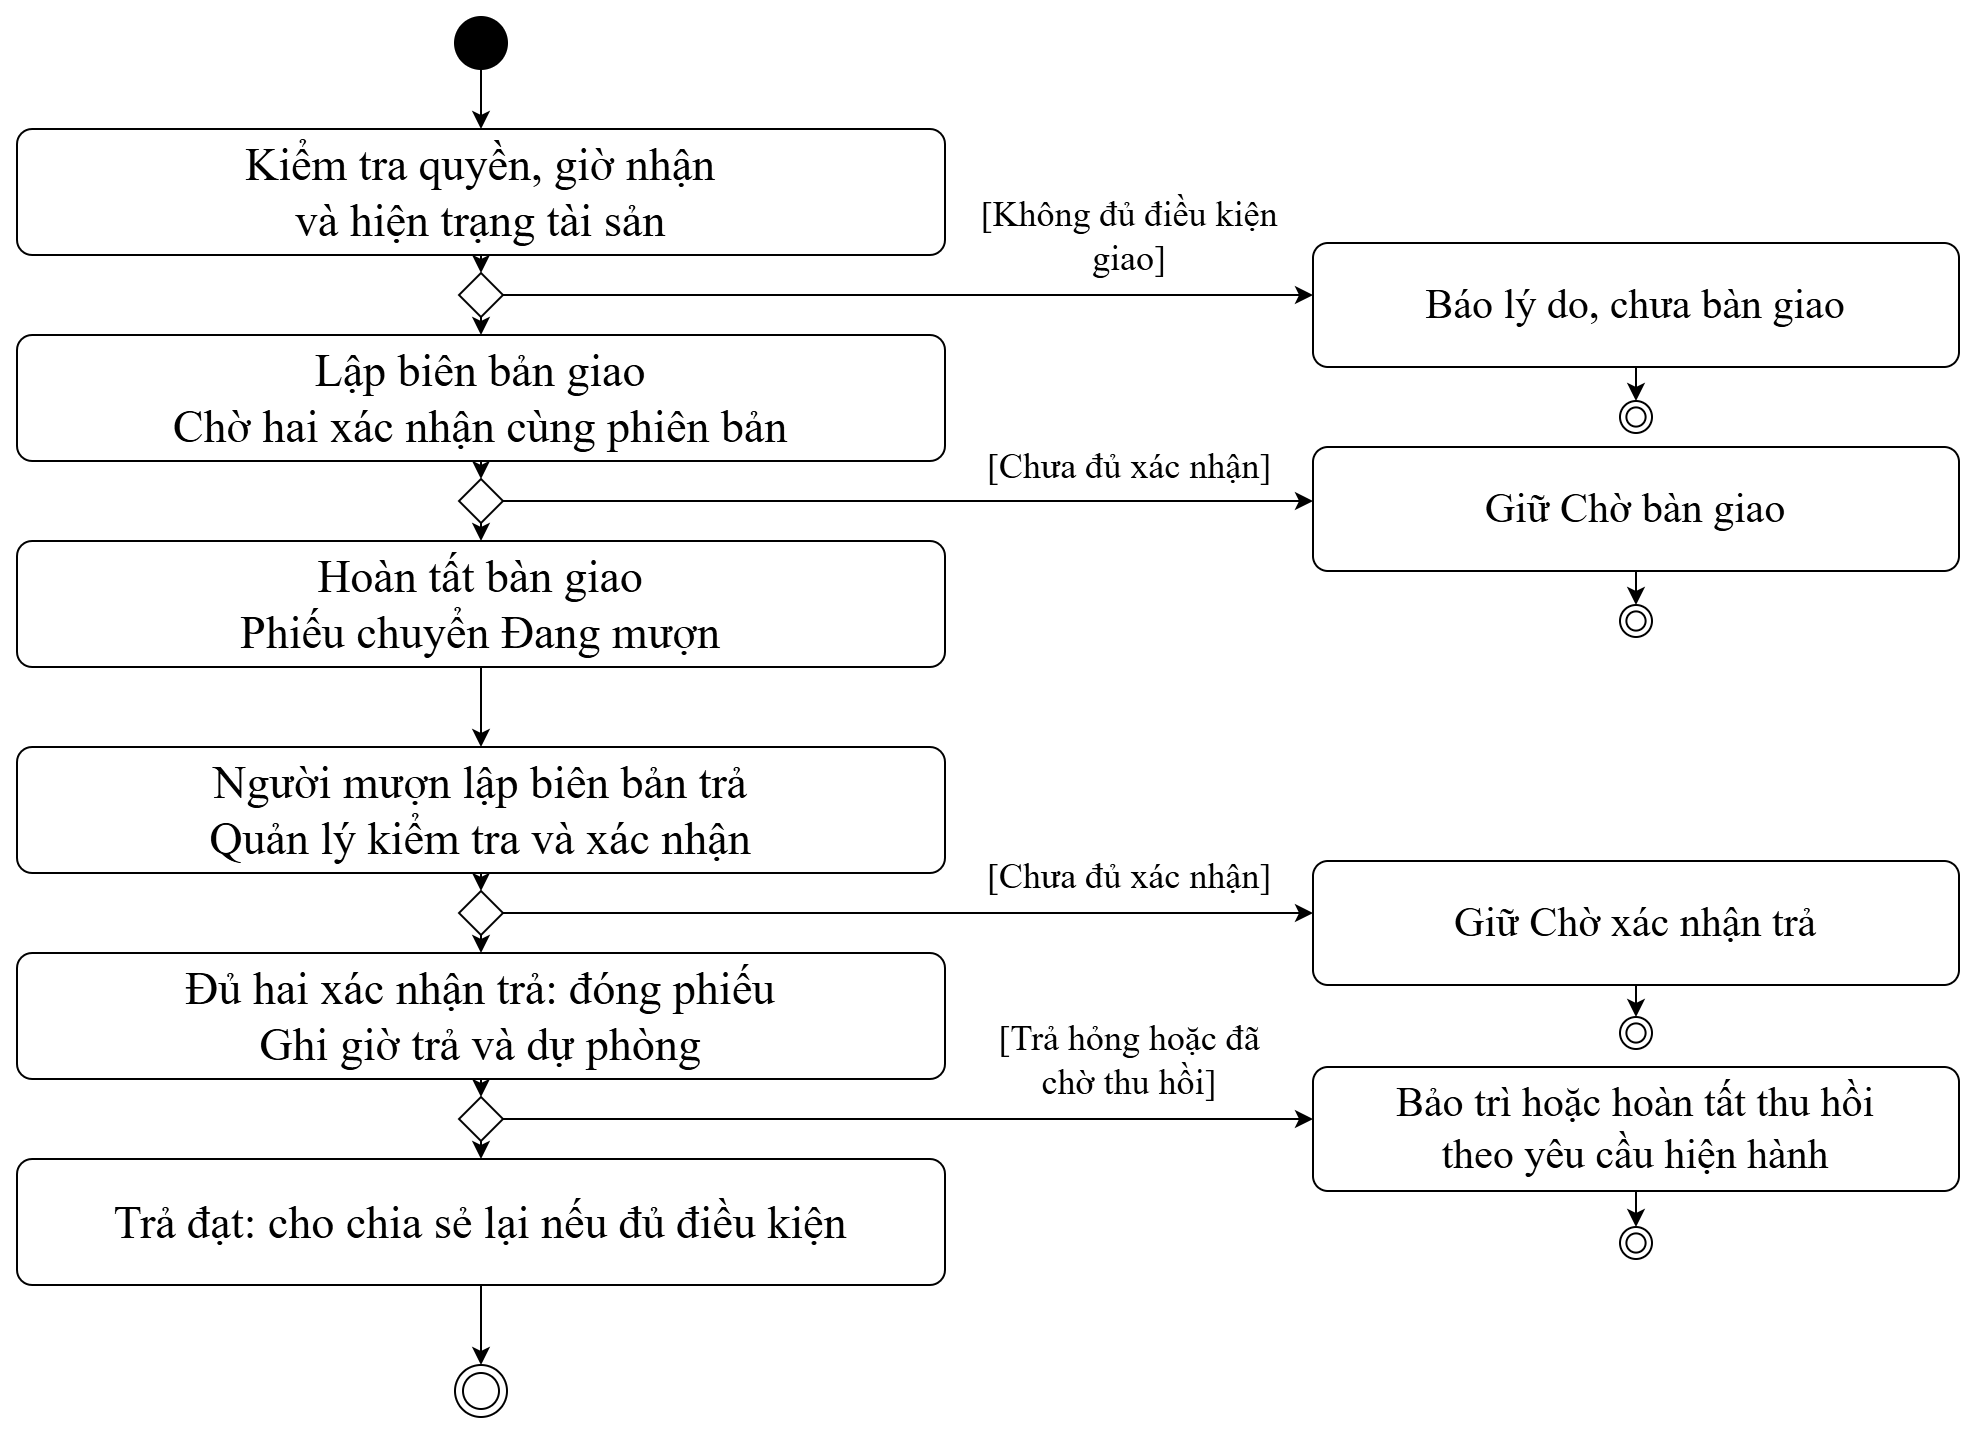 Kiểm tra quyền, giờ nhận
và hiện trạng tài sản
[Không đủ điều kiện
giao]
Báo lý do, chưa bàn giao
Lập biên bản giao
Chờ hai xác nhận cùng phiên bản
[Chưa đủ xác nhận]
Giữ Chờ bàn giao
Hoàn tất bàn giao
Phiếu chuyển Đang mượn
Người mượn lập biên bản trả
Quản lý kiểm tra và xác nhận
[Chưa đủ xác nhận]
Giữ Chờ xác nhận trả
Đủ hai xác nhận trả: đóng phiếu
Ghi giờ trả và dự phòng
[Trả hỏng hoặc đã
chờ thu hồi]
Bảo trì hoặc hoàn tất thu hồi
theo yêu cầu hiện hành
Trả đạt: cho chia sẻ lại nếu đủ điều kiện